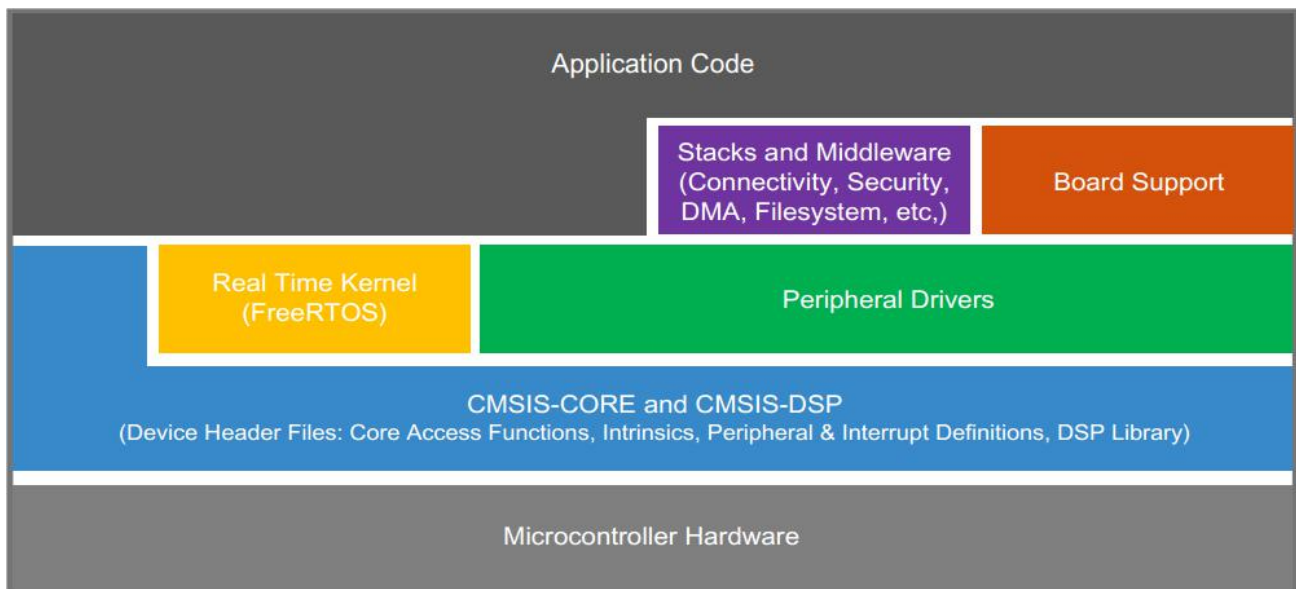 Application Code
Stacks and Middleware
(Connectivity, Security,
DMA, Filesystem, etc,)
Board Support
Real Time Kernel
(FreeRTOS)
Peripheral Drivers
CMSIS-CORE and CMSIS-DSP
(Device Header Files: Core Access Functions, Intrinsics, Peripheral & Interrupt Definitions, DSP Library)
Microcontroller Hardware